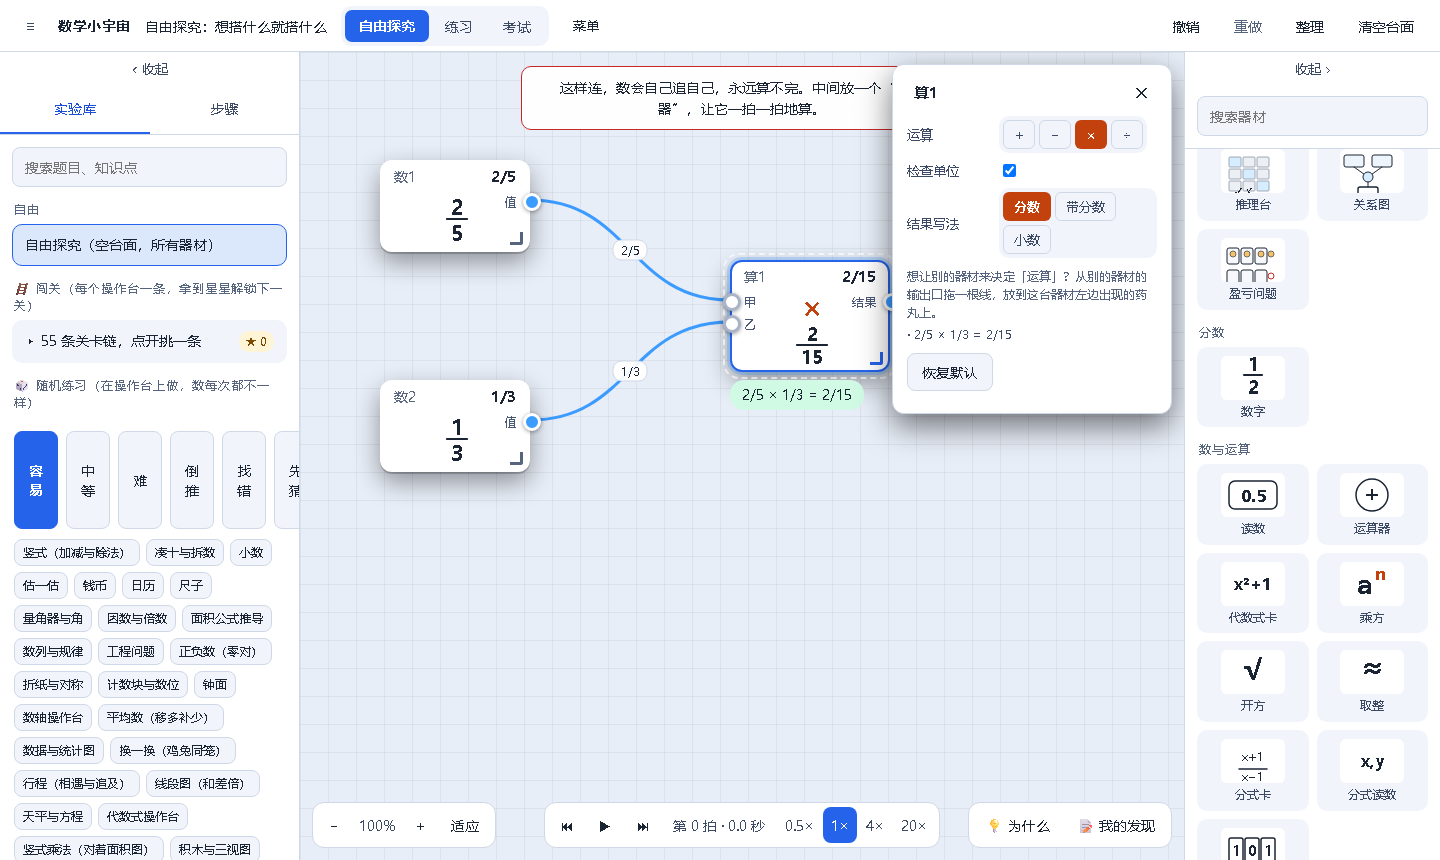 ≡ 数学小宇宙 自由探究：想搭什么就搭什么 自由探究 练习 考试 菜单 撤销 重做 整理 清空台面
‹ 收起
实验库 步骤
搜索题目、知识点
自由
自由探究（空台面，所有器材）
闯关（每个操作台一条，拿到星星解锁下一
关）
‣ 55 条关卡链，点开挑一条 ★ 0
随机练习（在操作台上做，数每次都不一
样）
容易 中等 难 倒推 找错
竖式（加减与除法） 凑十与拆数 小数
估一估 钱币 日历 尺子
量角器与角 因数与倍数 面积公式推导
数列与规律 工程问题 正负数（零对）
折纸与对称 计数块与数位 钟面
数轴操作台 平均数（移多补少）
数据与统计图 换一换（鸡兔同笼）
行程（相遇与追及） 线段图（和差倍）
天平与方程 代数式操作台
竖式乘法（对着面积图） 积木与三视图
这样连，数会自己追自己，永远算不完。中间放一个
器”，让它一拍一拍地算。
数1 2/5
值
2
5
2/5
数2 1/3
值
1
3
1/3
算1 2/15
甲 结果
乙
×
2
15
2/5 × 1/3 = 2/15
算1 ✕
运算 + − × ÷
检查单位
结果写法 分数 带分数
小数
想让别的器材来决定「运算」？从别的器材的
输出口拖一根线，放到这台器材左边出现的药
丸上。
· 2/5 × 1/3 = 2/15
恢复默认
− 100% + 适应
⏮ ▶ ⏭ 第 0 拍 · 0.0 秒 0.5× 1× 4× 20×
为什么 我的发现
收起 ›
搜索器材
推理台 关系图
盈亏问题
分数
1
2
数字
数与运算
0.5 +
读数 运算器
x²+1 aⁿ
代数式卡 乘方
√ ≈
开方 取整
x+1
x−1
x,y
分式卡 分式读数
1 0 1